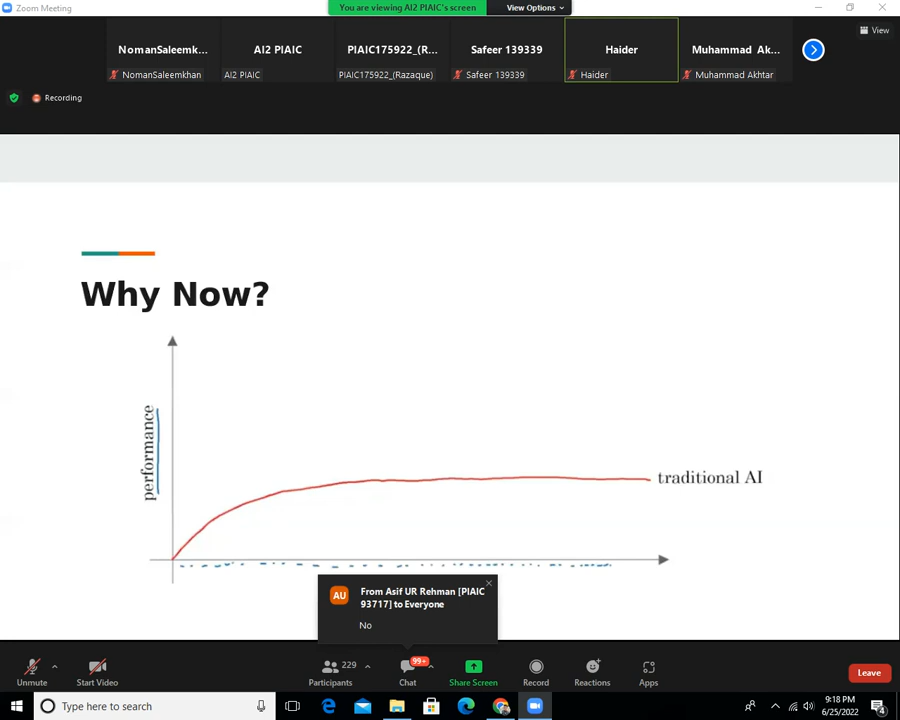 Zoom Meeting
You are viewing AI2 PIAIC's screen
View Options
View
NomanSaleemk...
AI2 PIAIC
PIAIC175922_(R...
Safeer 139339
Haider
Muhammad Ak...
NomanSaleemkhan
AI2 PIAIC
PIAIC175922_(Razaque)
Safeer 139339
Haider
Muhammad Akhtar
Recording
Why Now?
performance
traditional AI
AU
From Asif UR Rehman [PIAIC
93717] to Everyone
No
229
99+
Unmute
Start Video
Participants
Chat
Share Screen
Record
Reactions
Apps
Leave
Type here to search
9:18 PM
6/25/2022
4